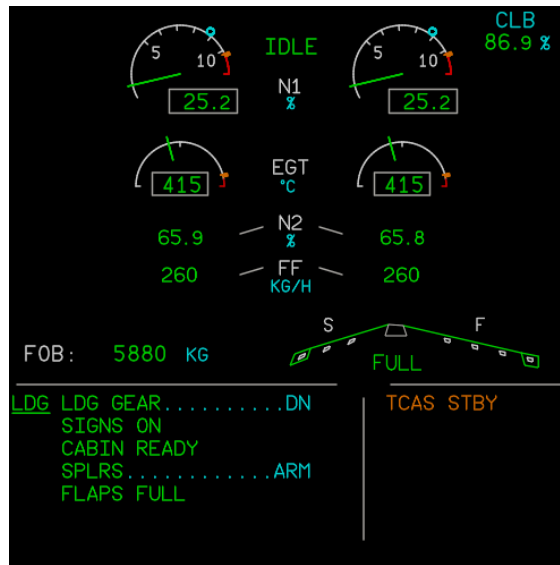 CLB
86.9 %
5 10 IDLE 5 10
N1
25.2 % 25.2
EGT
415 °C 415
N2
65.9 % 65.8
FF
260 KG/H 260
S F
FOB: 5880 KG FULL
LDG LDG GEAR..........DN TCAS STBY
SIGNS ON
CABIN READY
SPLRS............ARM
FLAPS FULL